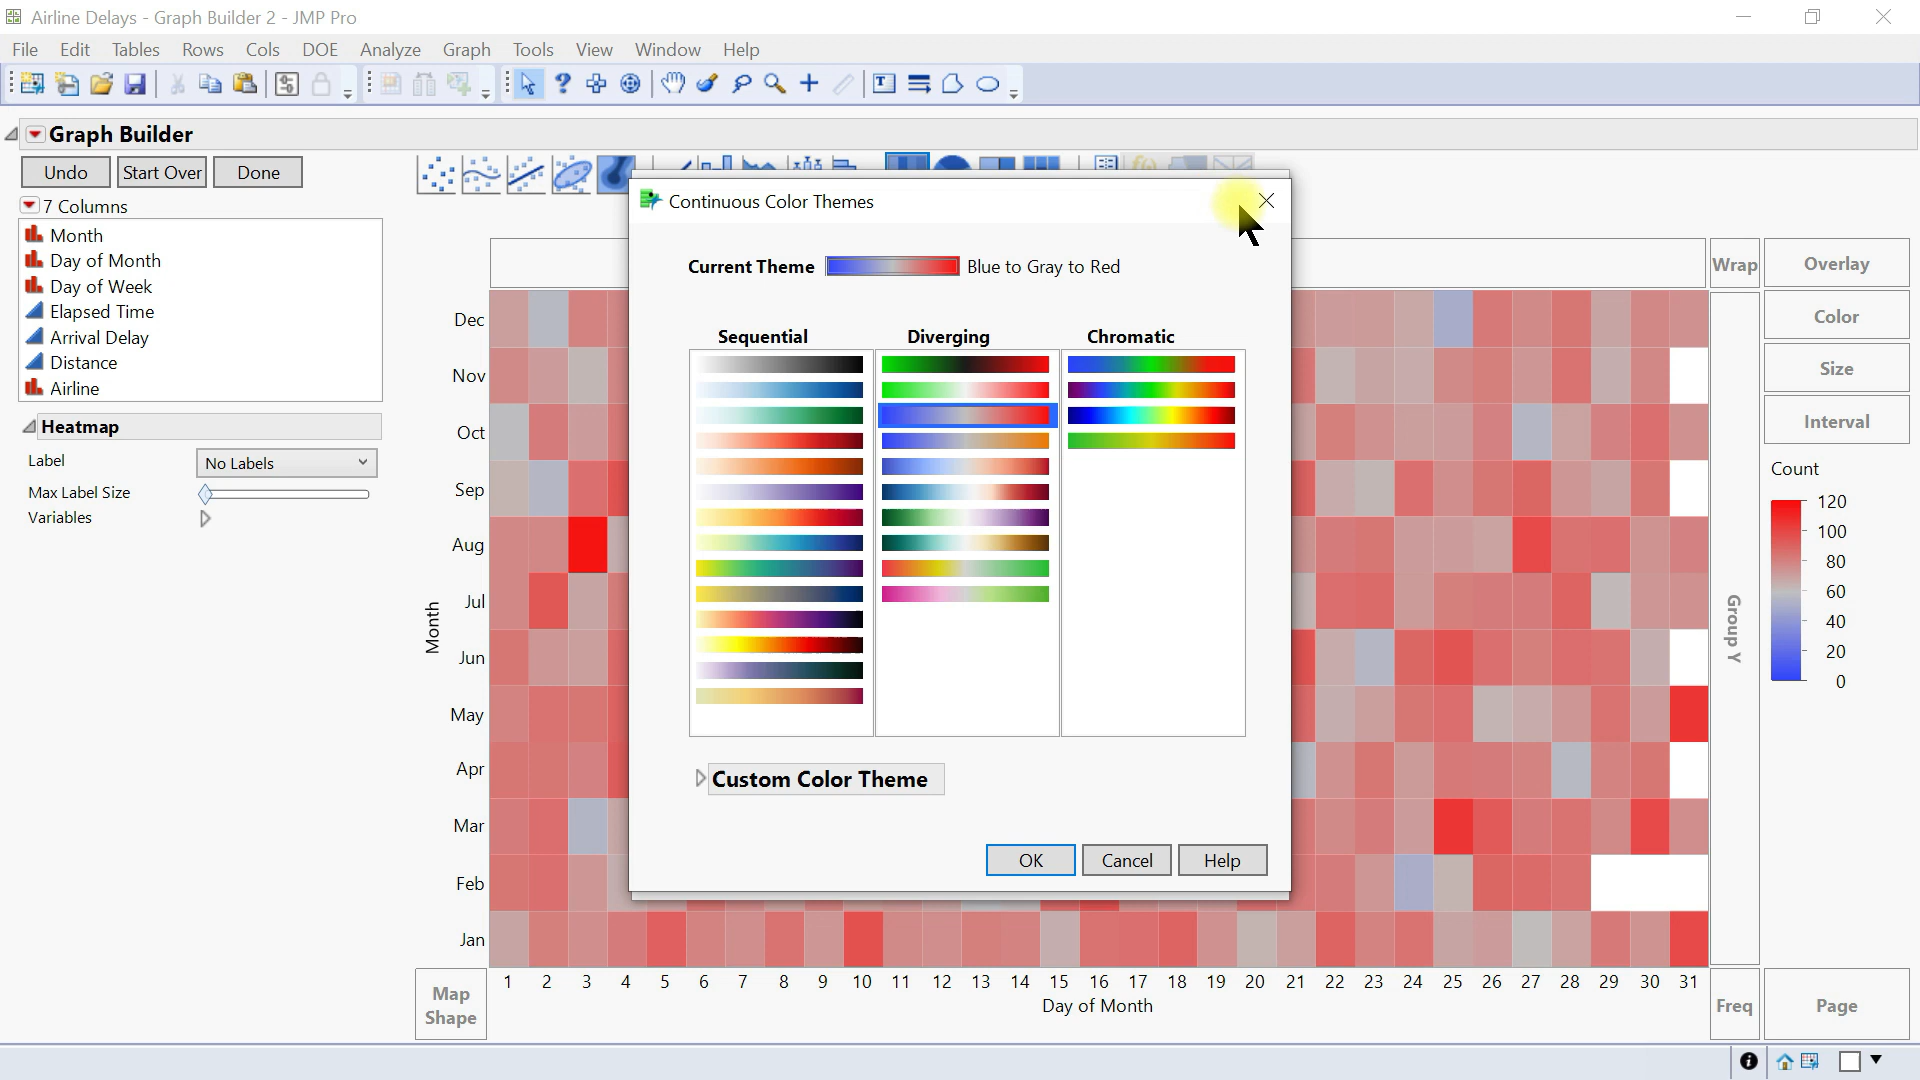 Airline Delays - Graph Builder 2 - JMP Pro
File Edit Tables Rows Cols DOE Analyze Graph Tools View Window Help
Graph Builder
Undo Start Over Done
7 Columns
Month
Day of Month
Day of Week
Elapsed Time
Arrival Delay
Distance
Airline
Heatmap
Label No Labels
Max Label Size
Variables
Continuous Color Themes
Current Theme Blue to Gray to Red
Sequential Diverging Chromatic
Custom Color Theme
OK Cancel Help
Wrap
Overlay
Color
Size
Interval
Group Y
Count
120
100
80
60
40
20
0
Month
Dec
Nov
Oct
Sep
Aug
Jul
Jun
May
Apr
Mar
Feb
Jan
1 2 3 4 5 6 7 8 9 10 11 12 13 14 15 16 17 18 19 20 21 22 23 24 25 26 27 28 29 30 31
Day of Month
Map
Shape
Freq
Page